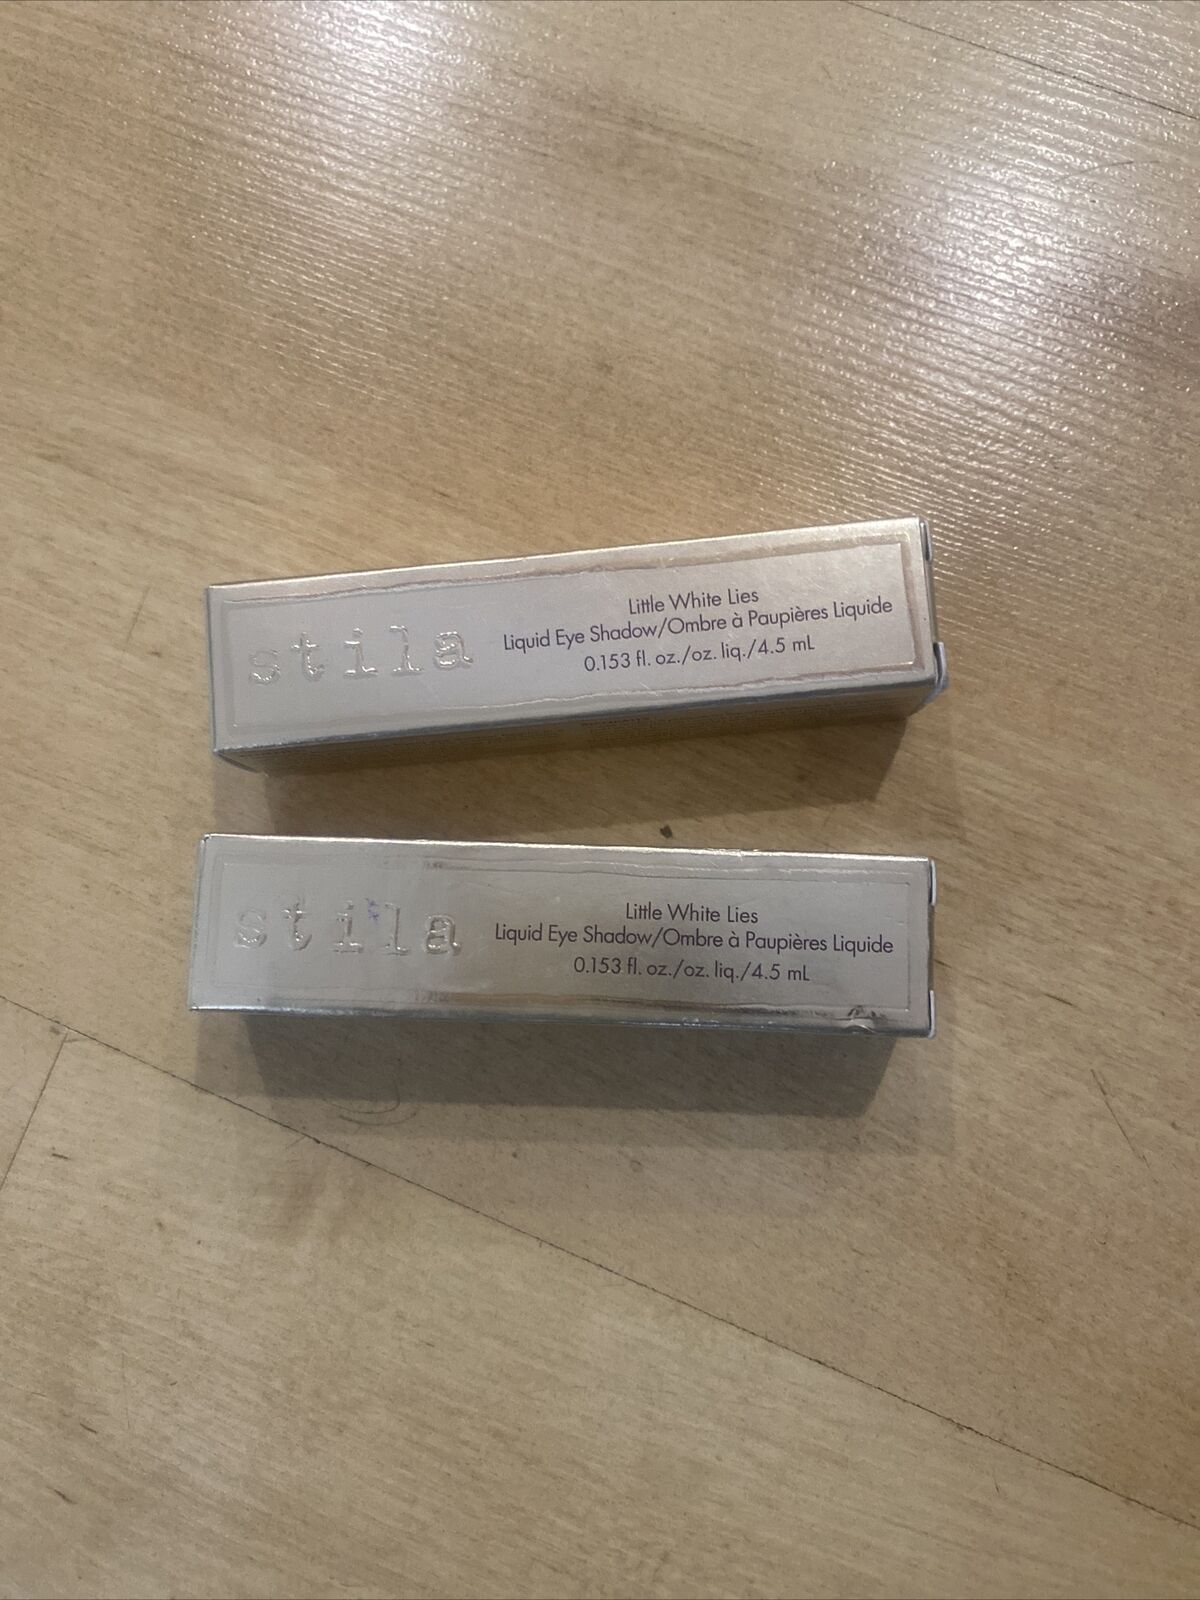 stila
Little White Lies
Liquid Eye Shadow/Ombre à Paupières Liquide
0.153 fl. oz./oz. liq./4.5 mL
stila
Little White Lies
Liquid Eye Shadow/Ombre à Paupières Liquide
0.153 fl. oz./oz. liq./4.5 mL